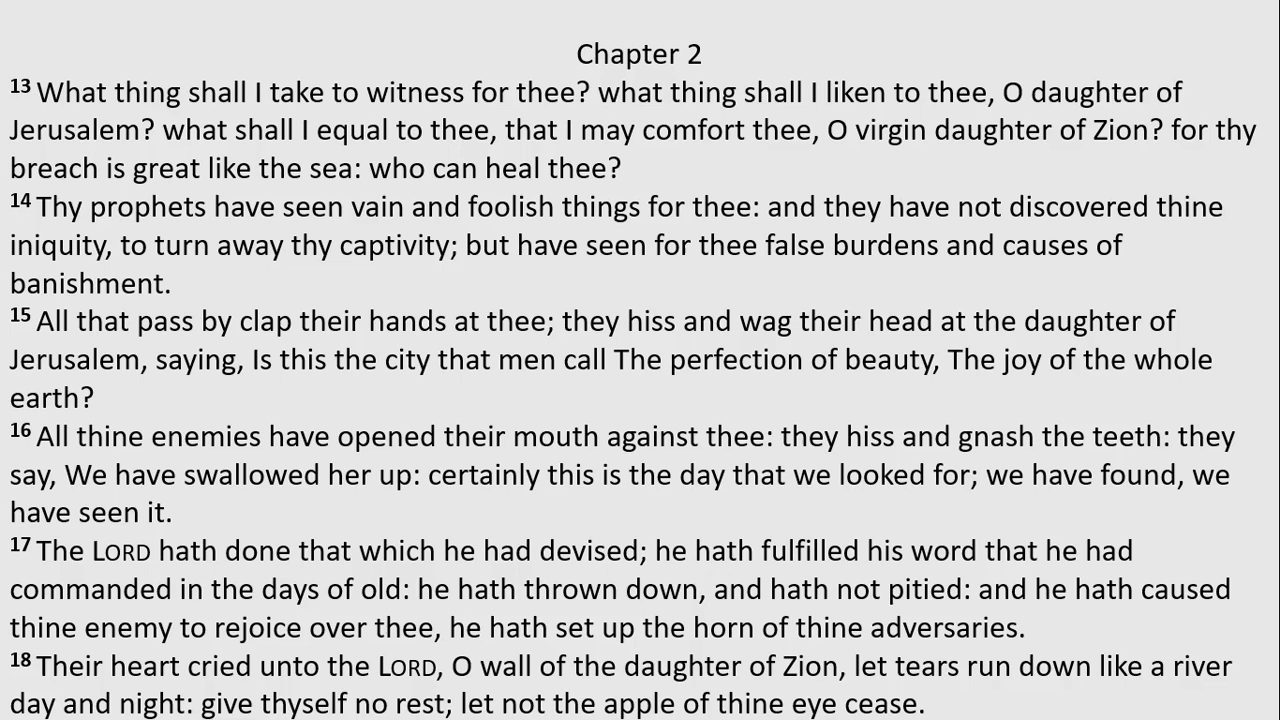 Chapter 2
13 What thing shall I take to witness for thee? what thing shall I liken to thee, O daughter of
Jerusalem? what shall I equal to thee, that I may comfort thee, O virgin daughter of Zion? for thy
breach is great like the sea: who can heal thee?
14 Thy prophets have seen vain and foolish things for thee: and they have not discovered thine
iniquity, to turn away thy captivity; but have seen for thee false burdens and causes of
banishment.
15 All that pass by clap their hands at thee; they hiss and wag their head at the daughter of
Jerusalem, saying, Is this the city that men call The perfection of beauty, The joy of the whole
earth?
16 All thine enemies have opened their mouth against thee: they hiss and gnash the teeth: they
say, We have swallowed her up: certainly this is the day that we looked for; we have found, we
have seen it.
17 The LORD hath done that which he had devised; he hath fulfilled his word that he had
commanded in the days of old: he hath thrown down, and hath not pitied: and he hath caused
thine enemy to rejoice over thee, he hath set up the horn of thine adversaries.
18 Their heart cried unto the LORD, O wall of the daughter of Zion, let tears run down like a river
day and night: give thyself no rest; let not the apple of thine eye cease.